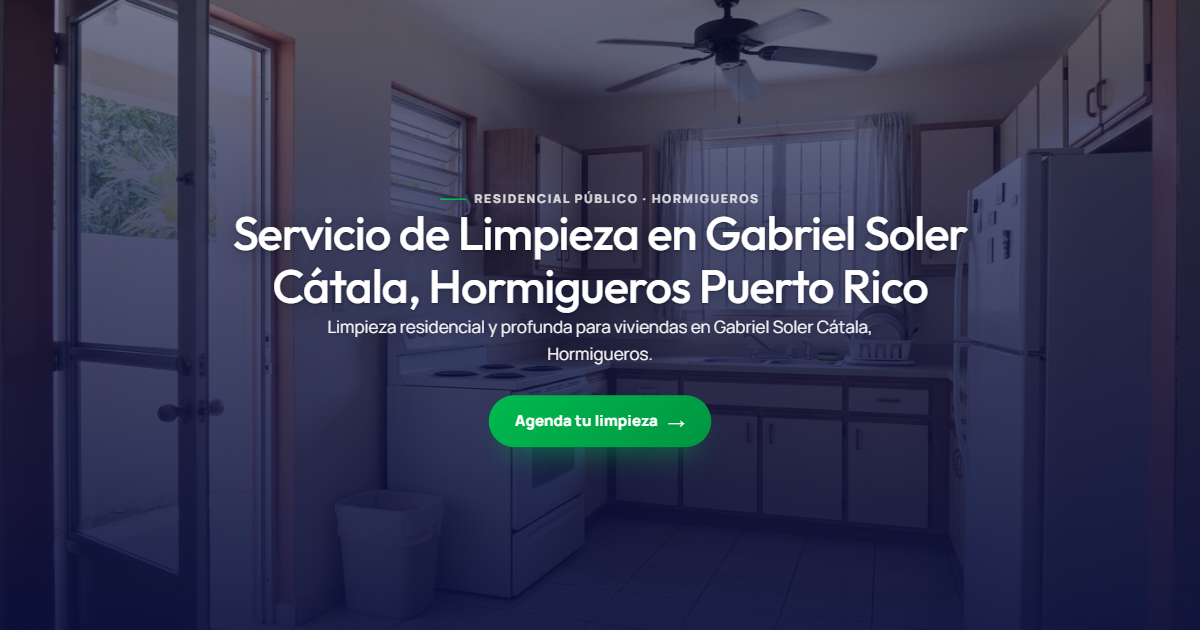 RESIDENCIAL PÚBLICO · HORMIGUEROS
Servicio de Limpieza en Gabriel Soler
Cátala, Hormigueros Puerto Rico
Limpieza residencial y profunda para viviendas en Gabriel Soler Cátala,
Hormigueros.
Agenda tu limpieza →